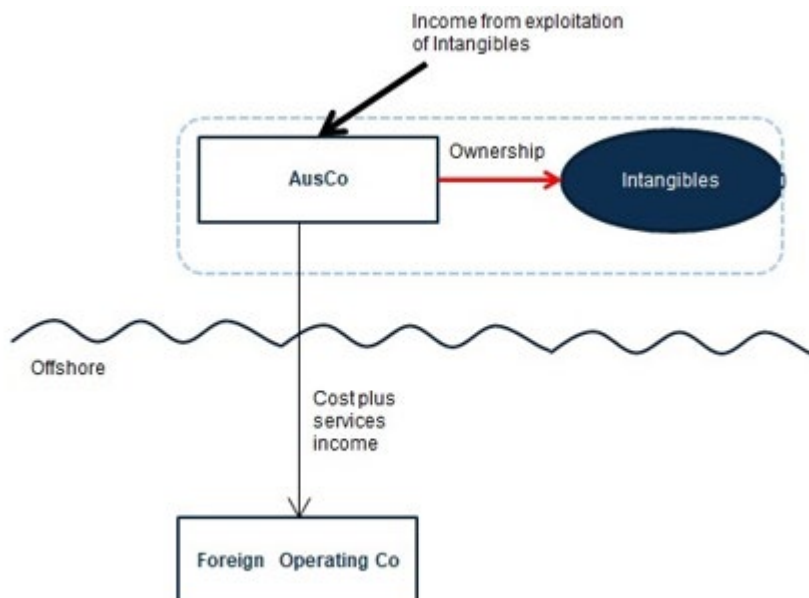 Income from exploitation
of Intangibles
Ownership
AusCo
Intangibles
Offshore
Cost plus
services
income
Foreign Operating Co